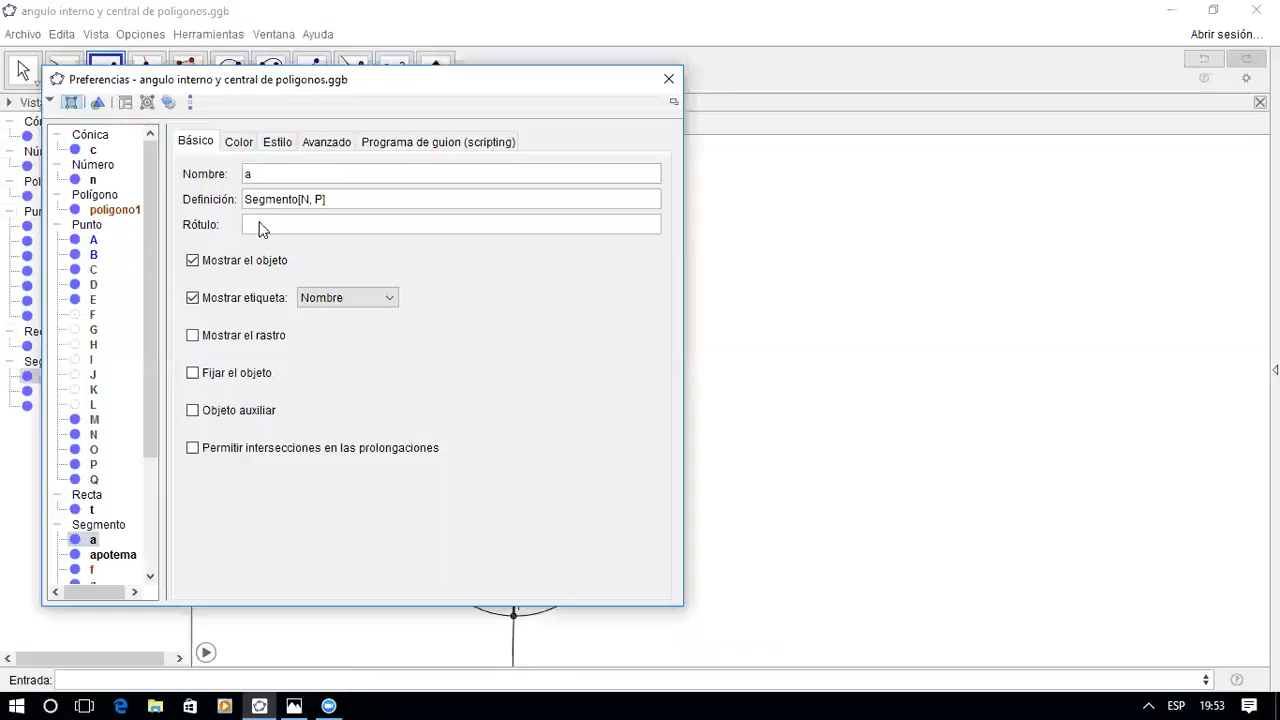 angulo interno y central de poligonos.ggb
Archivo Edita Vista Opciones Herramientas Ventana Ayuda
Abrir sesión…
Preferencias - angulo interno y central de poligonos.ggb
Cónica
c
Número
n
Polígono
poligono1
Punto
A
B
C
D
E
F
G
H
I
J
K
L
M
N
O
P
Q
Recta
t
Segmento
a
apotema
f
Básico Color Estilo Avanzado Programa de guion (scripting)
Nombre: a
Definición: Segmento[N, P]
Rótulo:
Mostrar el objeto
Mostrar etiqueta: Nombre
Mostrar el rastro
Fijar el objeto
Objeto auxiliar
Permitir intersecciones en las prolongaciones
Entrada:
ESP 19:53